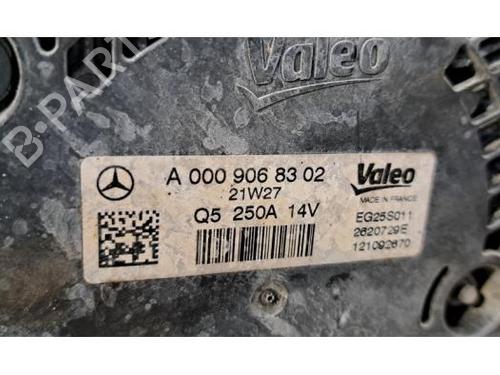 Valeo
B-PARTS
A 000 906 83 02
21W27
Q5 250A 14V
Valeo
MADE IN FRANCE
EG25S011
2620729E
121092670